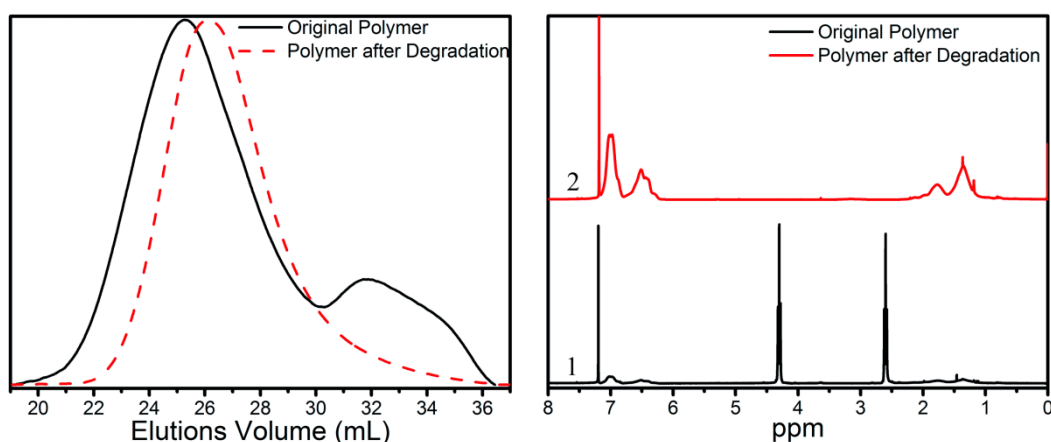 Original Polymer
Polymer after Degradation
20 22 24 26 28 30 32 34 36
Elutions Volume (mL)
Original Polymer
Polymer after Degradation
2
1
8 7 6 5 4 3 2 1 0
ppm